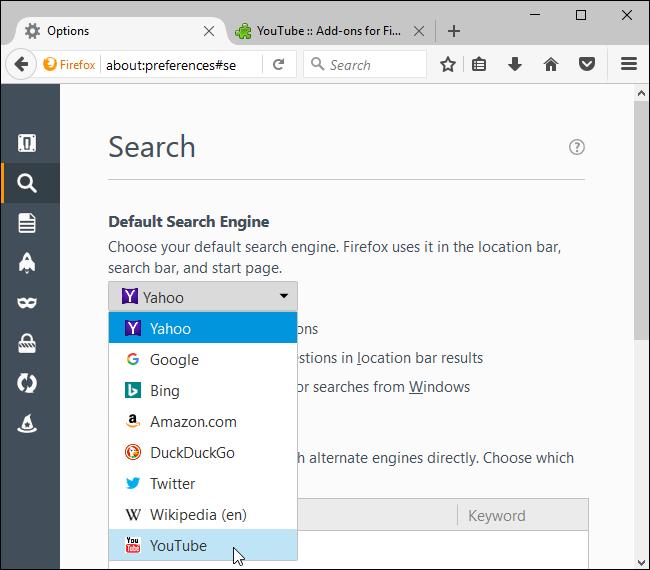 Options
YouTube :: Add-ons for Fi...
Firefox
about:preferences#se
Search
Search
Default Search Engine
Choose your default search engine. Firefox uses it in the location bar,
search bar, and start page.
Yahoo
Yahoo
ons
Google
estions in location bar results
or searches from Windows
Bing
Amazon.com
DuckDuckGo
h alternate engines directly. Choose which
Twitter
Wikipedia (en)
Keyword
YouTube